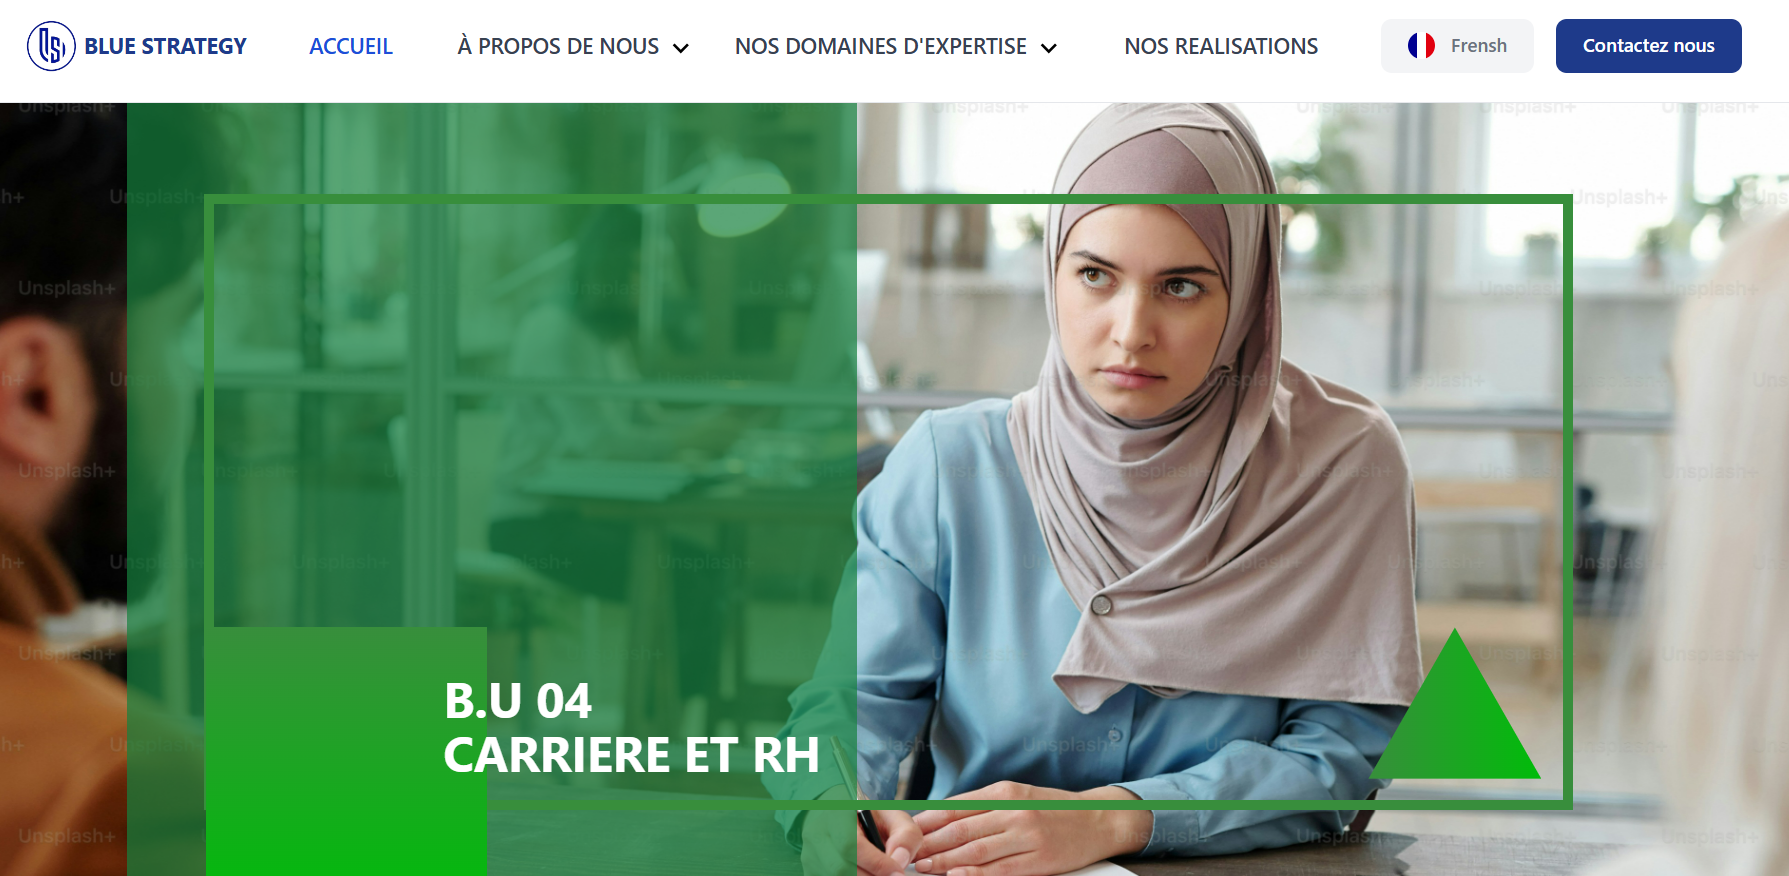 BLUE STRATEGY
ACCUEIL
À PROPOS DE NOUS
NOS DOMAINES D'EXPERTISE
NOS REALISATIONS
Frensh
Contactez nous
B.U 04
CARRIERE ET RH
Unsplash+